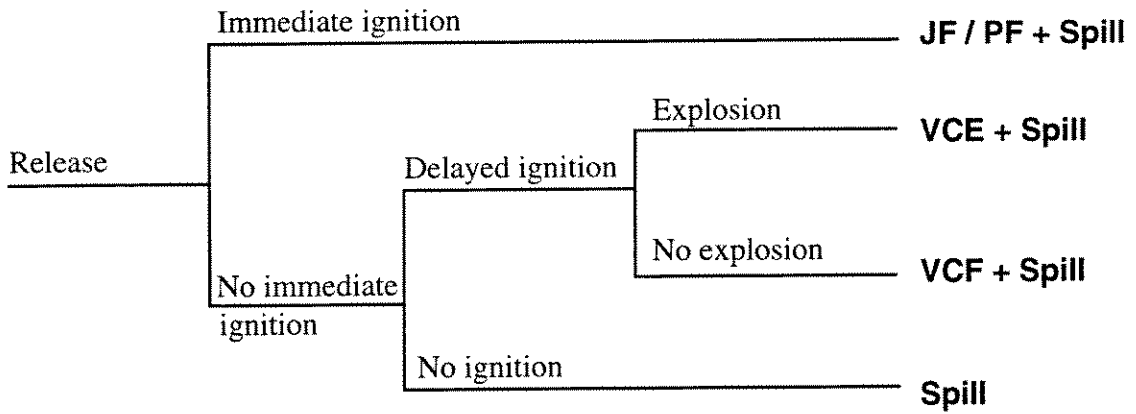 Immediate ignition
JF / PF + Spill
Explosion
VCE + Spill
Release
Delayed ignition
No explosion
VCF + Spill
No immediate
ignition
No ignition
Spill